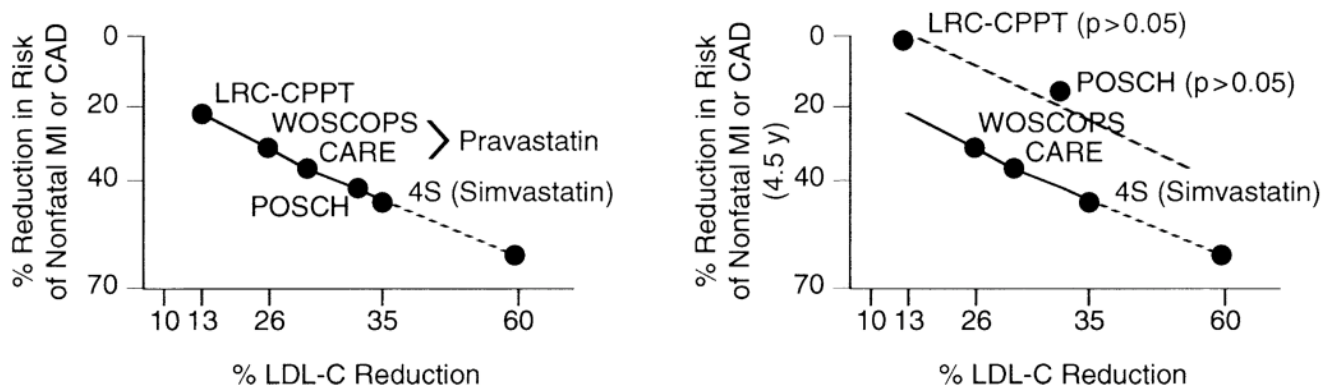 % Reduction in Risk
of Nonfatal MI or CAD
0
20
40
70
LRC-CPPT
WOSCOPS
CARE
Pravastatin
POSCH
4S (Simvastatin)
10 13 26 35 60
% LDL-C Reduction
% Reduction in Risk
of Nonfatal MI or CAD
(4.5 y)
0
20
40
70
LRC-CPPT (p>0.05)
POSCH (p>0.05)
WOSCOPS
CARE
4S (Simvastatin)
10 13 26 35 60
% LDL-C Reduction